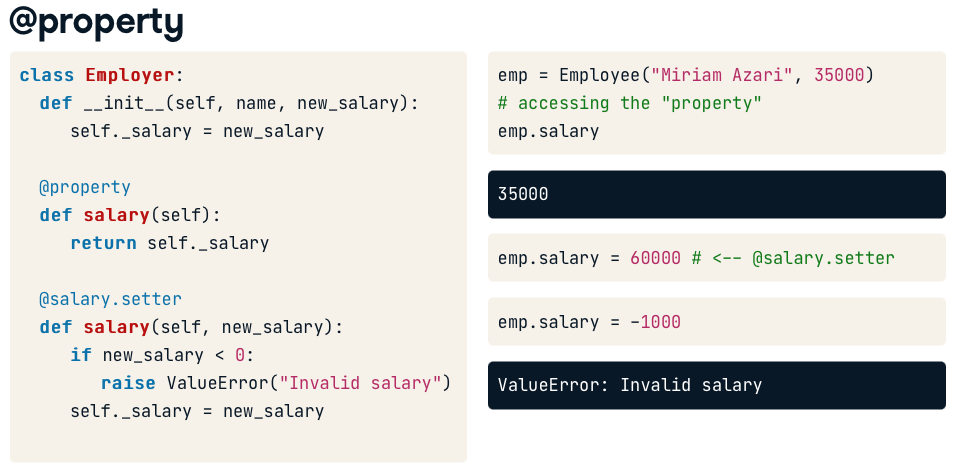 @property
class Employer:
def __init__(self, name, new_salary):
self._salary = new_salary
@property
def salary(self):
return self._salary
@salary.setter
def salary(self, new_salary):
if new_salary < 0:
raise ValueError("Invalid salary")
self._salary = new_salary
emp = Employee("Miriam Azari", 35000)
# accessing the "property"
emp.salary
35000
emp.salary = 60000 # <-- @salary.setter
emp.salary = -1000
ValueError: Invalid salary